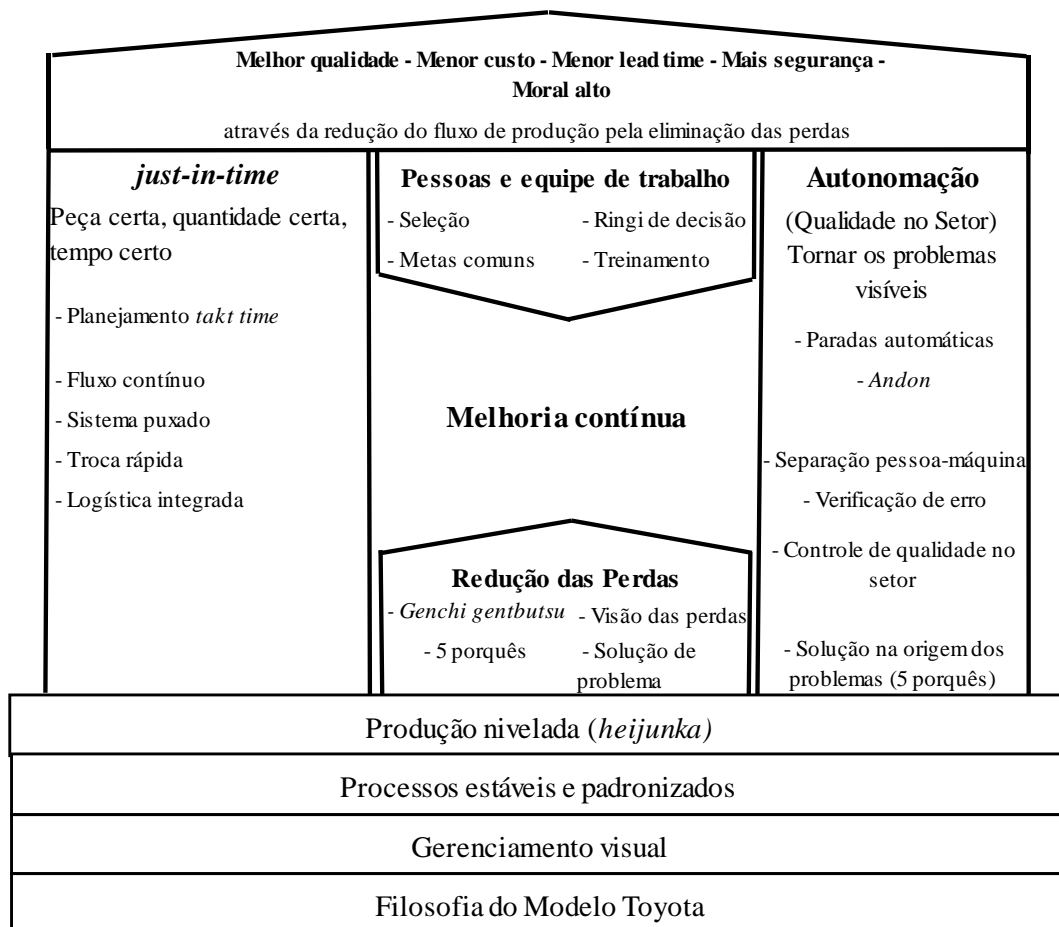 Melhor qualidade - Menor custo - Menor lead time - Mais segurança -
Moral alto
através da redução do fluxo de produção pela eliminação das perdas
just-in-time
Peça certa, quantidade certa,
tempo certo
- Planejamento takt time
- Fluxo contínuo
- Sistema puxado
- Troca rápida
- Logística integrada
Pessoas e equipe de trabalho
- Seleção
- Ringi de decisão
- Metas comuns
- Treinamento
Melhoria contínua
Redução das Perdas
- Genchi gentbutsu
- Visão das perdas
- 5 porquês
- Solução de
problema
Autonomação
(Qualidade no Setor)
Tornar os problemas
visíveis
- Paradas automáticas
- Andon
- Separação pessoa-máquina
- Verificação de erro
- Controle de qualidade no
setor
- Solução na origem dos
problemas (5 porquês)
Produção nivelada (heijunka)
Processos estáveis e padronizados
Gerenciamento visual
Filosofia do Modelo Toyota